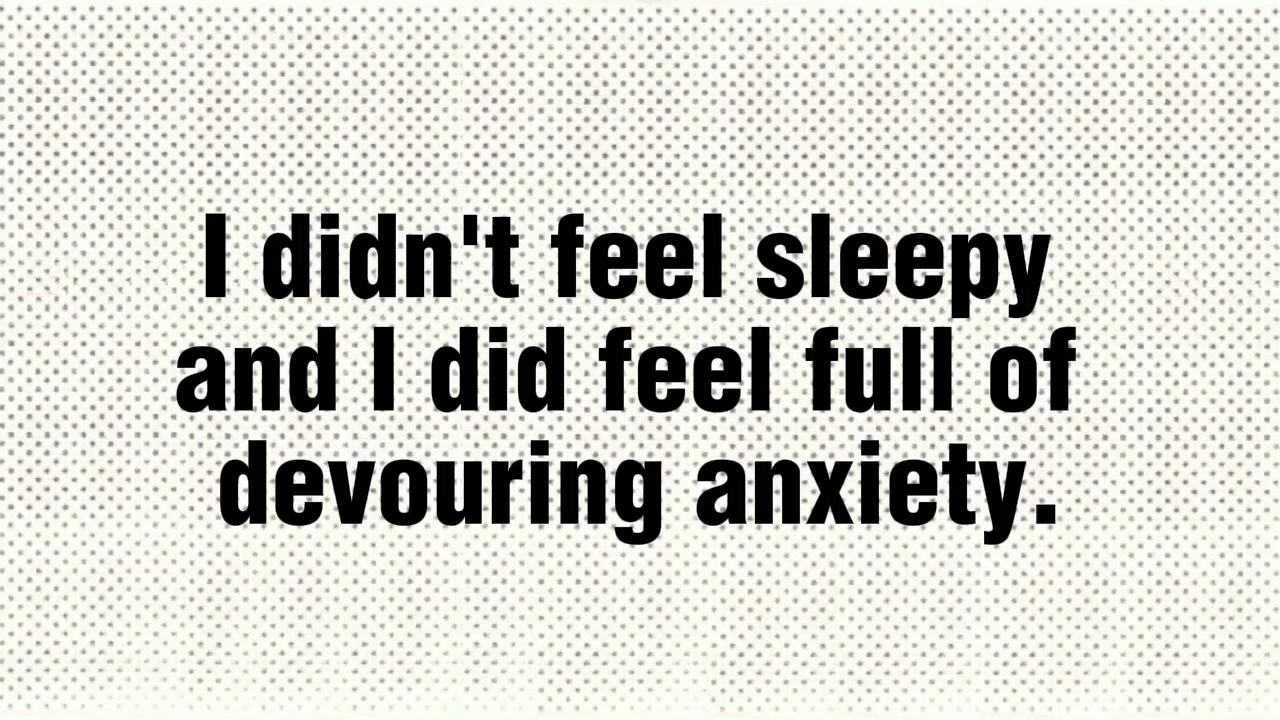 I didn't feel sleepy
and I did feel full of
devouring anxiety.